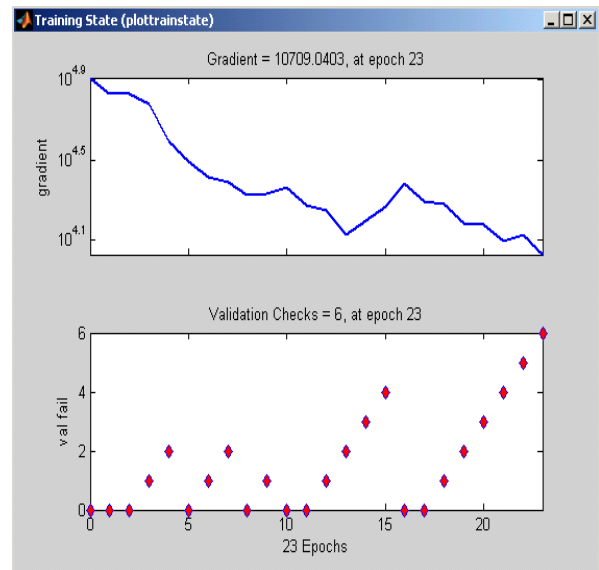 Training State (plottrainstate)
Gradient = 10709.0403, at epoch 23
10^4.9
10^4.5
10^4.1
gradient
Validation Checks = 6, at epoch 23
6
4
2
0
val fail
0 5 10 15 20
23 Epochs